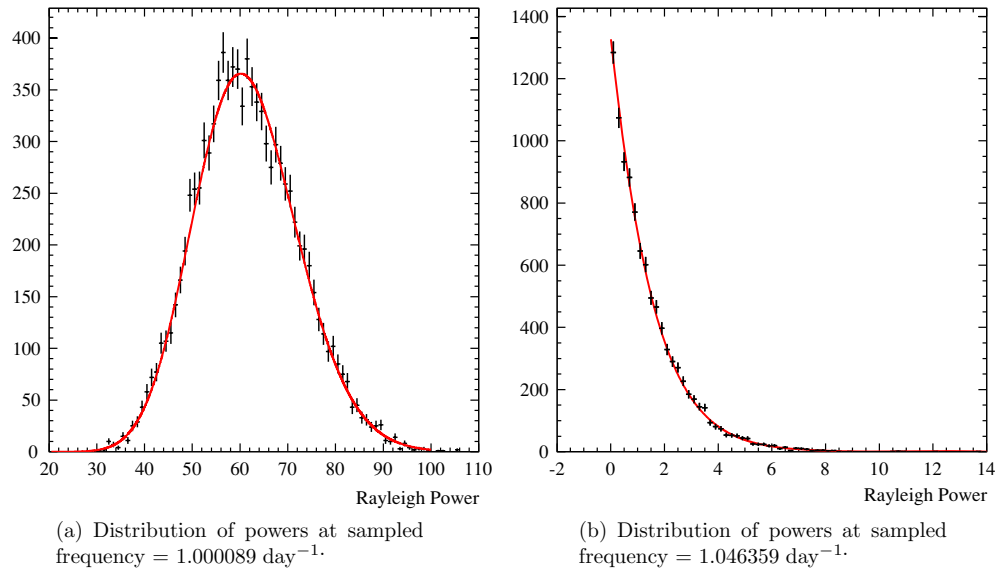 400
350
300
250
200
150
100
50
0
20 30 40 50 60 70 80 90 100 110
Rayleigh Power
(a) Distribution of powers at sampled
frequency = 1.000089 day−1.
1400
1200
1000
800
600
400
200
0
-2 0 2 4 6 8 10 12 14
Rayleigh Power
(b) Distribution of powers at sampled
frequency = 1.046359 day−1.